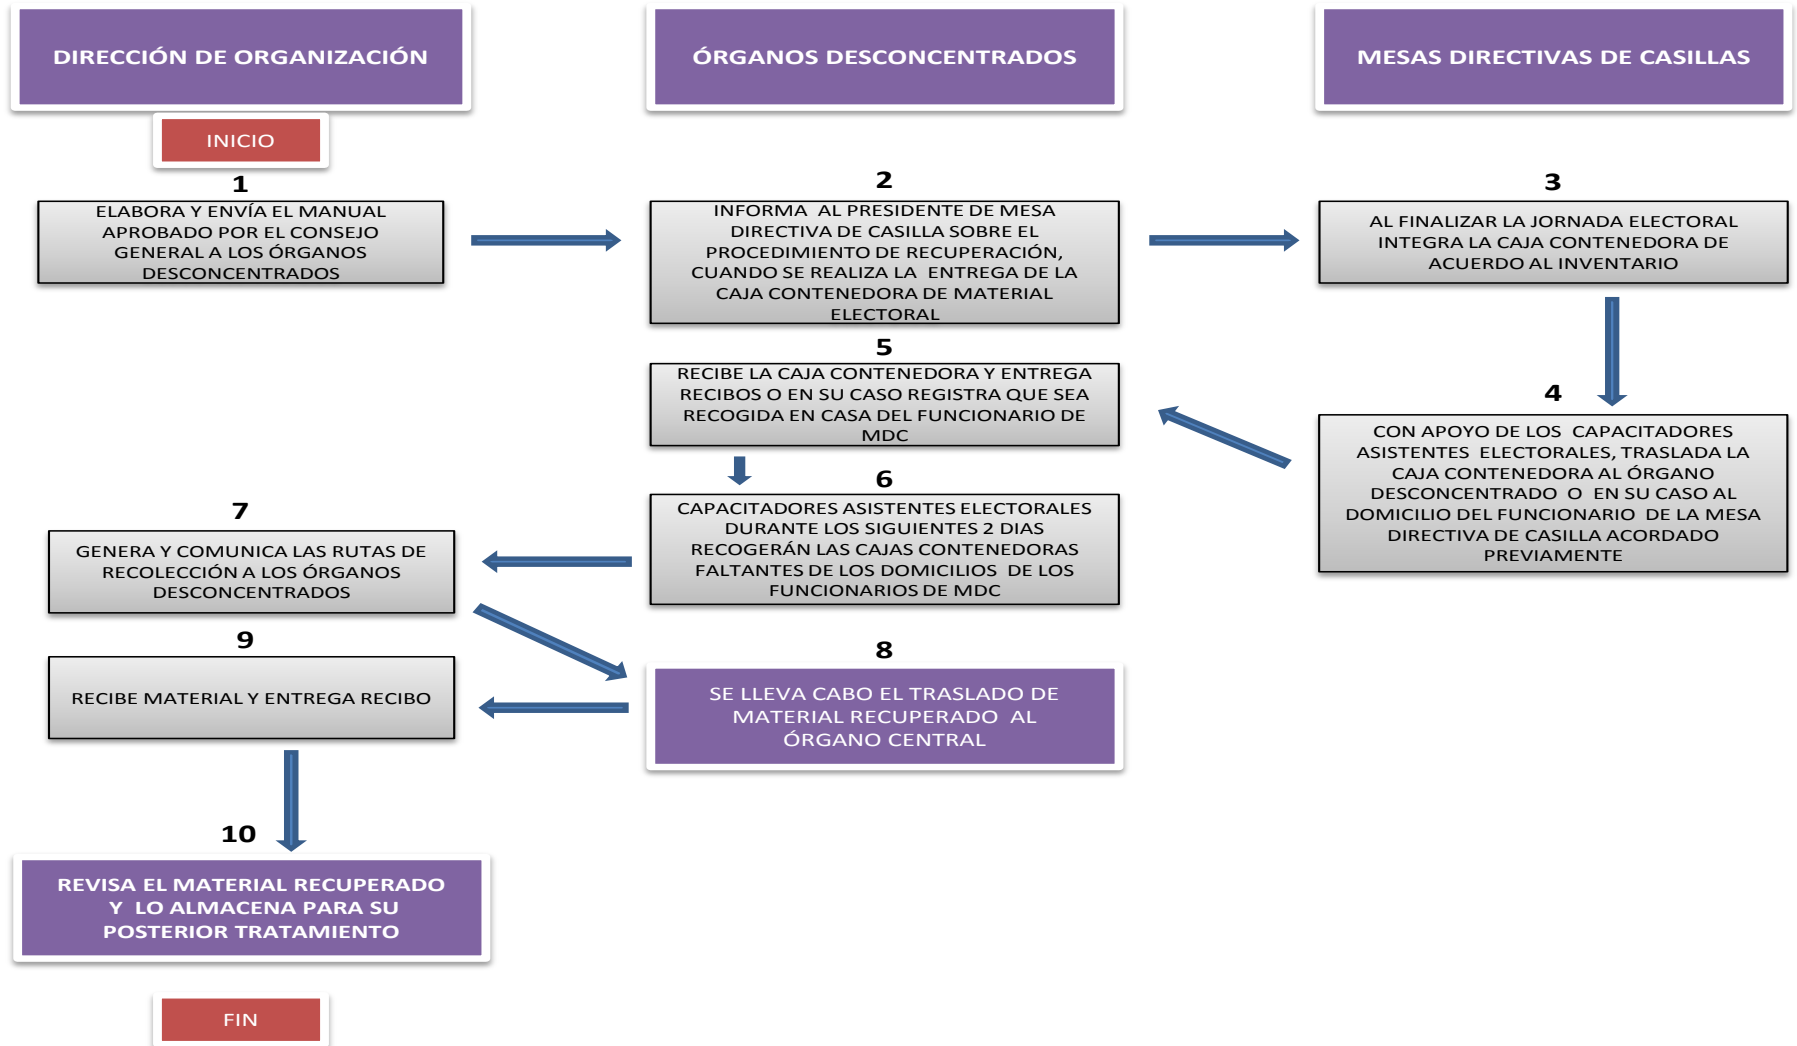 DIRECCIÓN DE ORGANIZACIÓN
ÓRGANOS DESCONCENTRADOS
MESAS DIRECTIVAS DE CASILLAS
INICIO
1
ELABORA Y ENVÍA EL MANUAL
APROBADO POR EL CONSEJO
GENERAL A LOS ÓRGANOS
DESCONCENTRADOS
2
INFORMA AL PRESIDENTE DE MESA
DIRECTIVA DE CASILLA SOBRE EL
PROCEDIMIENTO DE RECUPERACIÓN,
CUANDO SE REALIZA LA ENTREGA DE LA
CAJA CONTENEDORA DE MATERIAL
ELECTORAL
3
AL FINALIZAR LA JORNADA ELECTORAL
INTEGRA LA CAJA CONTENEDORA DE
ACUERDO AL INVENTARIO
4
CON APOYO DE LOS CAPACITADORES
ASISTENTES ELECTORALES, TRASLADA LA
CAJA CONTENEDORA AL ÓRGANO
DESCONCENTRADO O EN SU CASO AL
DOMICILIO DEL FUNCIONARIO DE LA MESA
DIRECTIVA DE CASILLA ACORDADO
PREVIAMENTE
5
RECIBE LA CAJA CONTENEDORA Y ENTREGA
RECIBOS O EN SU CASO REGISTRA QUE SEA
RECOGIDA EN CASA DEL FUNCIONARIO DE
MDC
6
CAPACITADORES ASISTENTES ELECTORALES
DURANTE LOS SIGUIENTES 2 DIAS
RECOGERÁN LAS CAJAS CONTENEDORAS
FALTANTES DE LOS DOMICILIOS DE LOS
FUNCIONARIOS DE MDC
7
GENERA Y COMUNICA LAS RUTAS DE
RECOLECCIÓN A LOS ÓRGANOS
DESCONCENTRADOS
8
SE LLEVA CABO EL TRASLADO DE
MATERIAL RECUPERADO AL
ÓRGANO CENTRAL
9
RECIBE MATERIAL Y ENTREGA RECIBO
10
REVISA EL MATERIAL RECUPERADO
Y LO ALMACENA PARA SU
POSTERIOR TRATAMIENTO
FIN